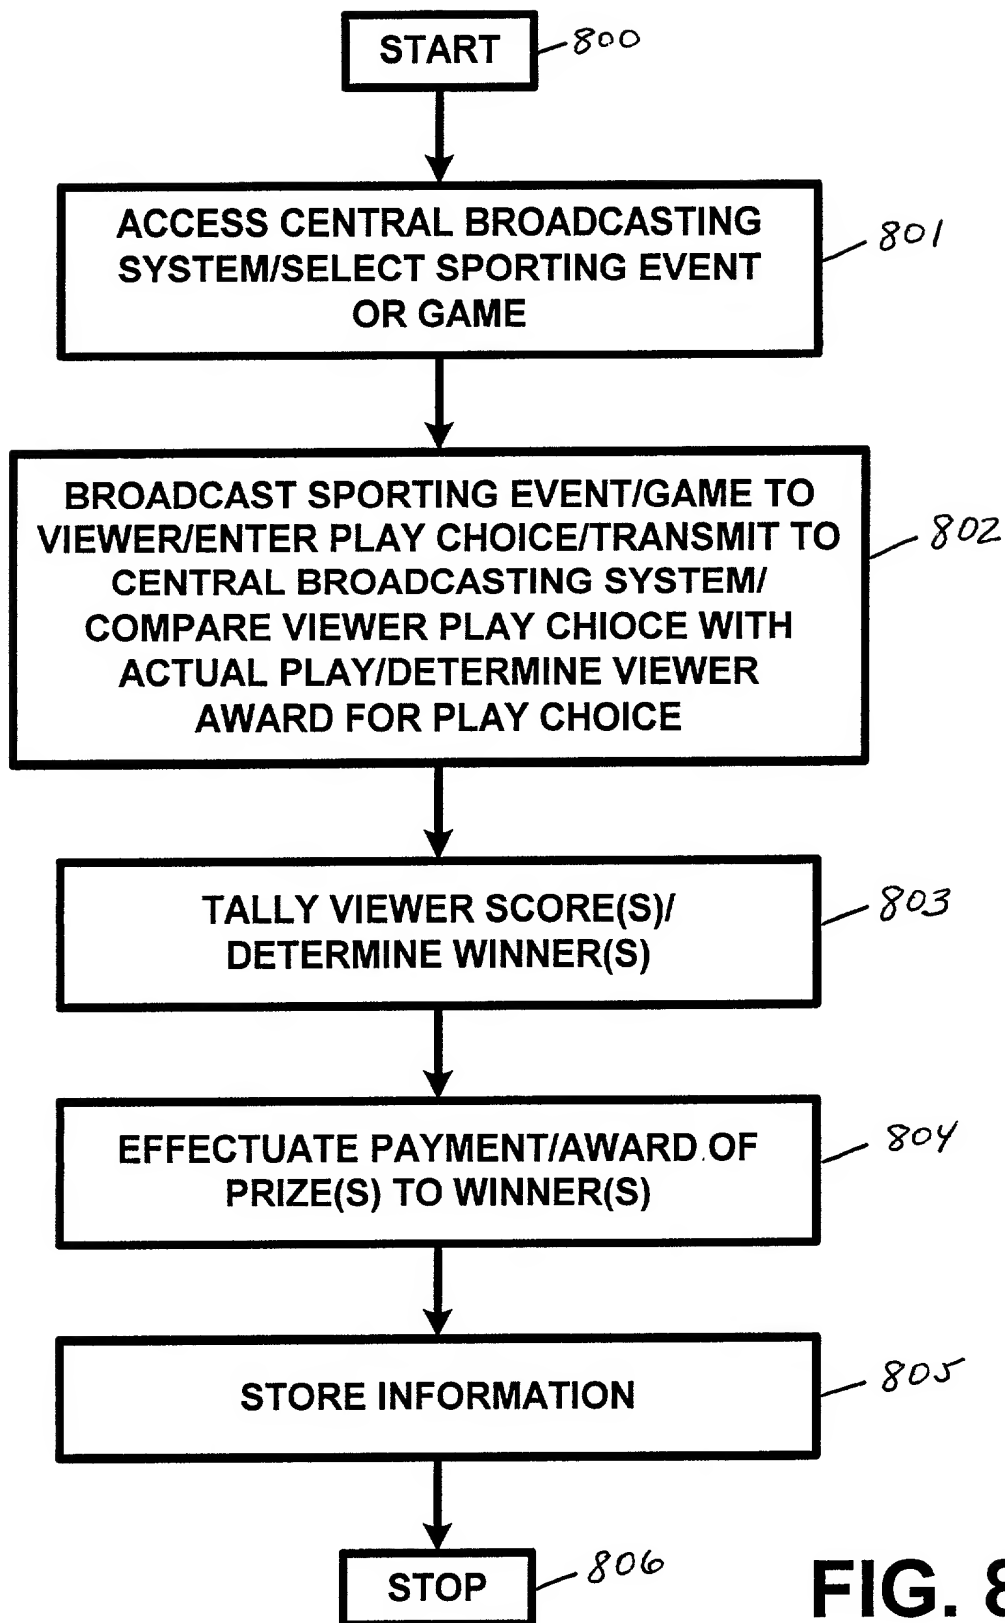 START
800
ACCESS CENTRAL BROADCASTING
SYSTEM/SELECT SPORTING EVENT
OR GAME
801
BROADCAST SPORTING EVENT/GAME TO
VIEWER/ENTER PLAY CHOICE/TRANSMIT TO
CENTRAL BROADCASTING SYSTEM/
COMPARE VIEWER PLAY CHIOCE WITH
ACTUAL PLAY/DETERMINE VIEWER
AWARD FOR PLAY CHOICE
802
TALLY VIEWER SCORE(S)/
DETERMINE WINNER(S)
803
EFFECTUATE PAYMENT/AWARD OF
PRIZE(S) TO WINNER(S)
804
STORE INFORMATION
805
STOP
806
FIG. 8